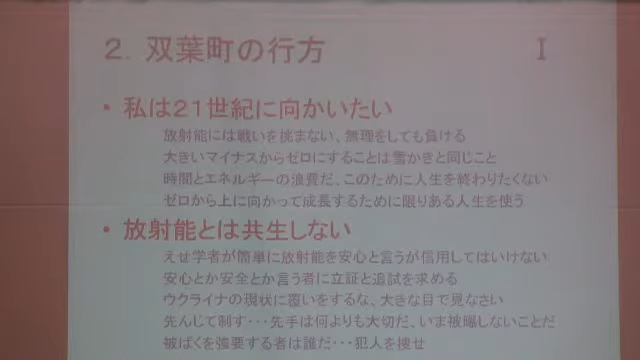 ２．双葉町の行方 Ⅰ
・私は２１世紀に向かいたい
放射能には戦いを挑まない、無理をしても負ける
大きいマイナスからゼロにすることは雪かきと同じこと
時間とエネルギーの浪費だ、このために人生を終わりたくない
ゼロから上に向かって成長するために限りある人生を使う
・放射能とは共生しない
えせ学者が簡単に放射能を安心と言うが信用してはいけない
安心とか安全とか言う者に立証と追試を求める
ウクライナの現状に覆いをするな、大きな目で見なさい
先んじて制す･･･先手は何よりも大切だ、いま被曝しないことだ
被ばくを強要する者は誰だ･･･犯人を捜せ